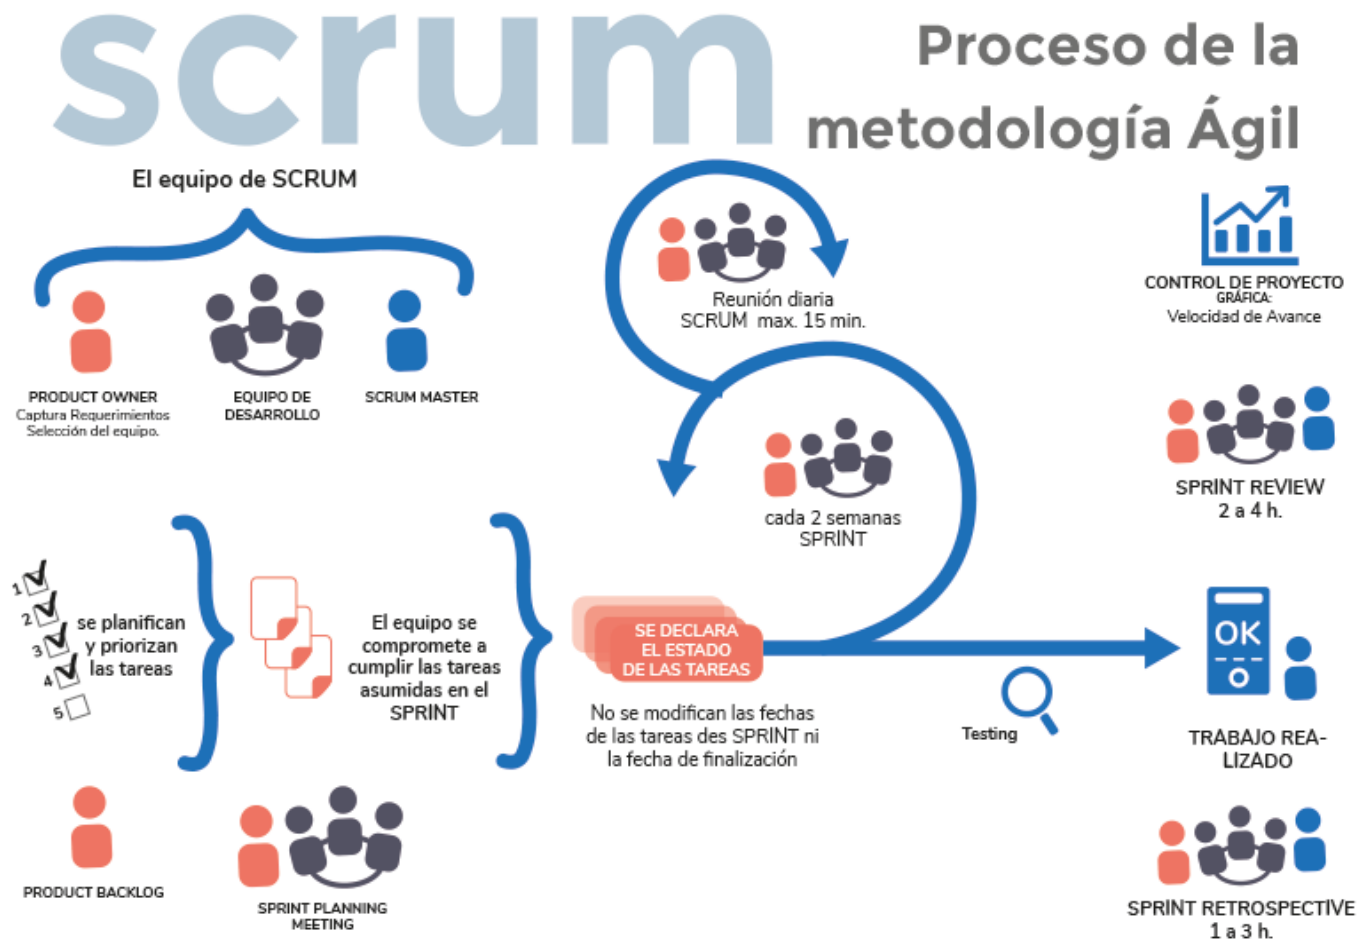 scrum
Proceso de la
metodología Ágil
El equipo de SCRUM
PRODUCT OWNER
Captura Requerimientos
Selección del equipo.
EQUIPO DE
DESARROLLO
SCRUM MASTER
Reunión diaria
SCRUM max. 15 min.
cada 2 semanas
SPRINT
CONTROL DE PROYECTO
GRÁFICA:
Velocidad de Avance
SPRINT REVIEW
2 a 4 h.
1
2
3
4
5
se planifican
y priorizan
las tareas
El equipo se
compromete a
cumplir las tareas
asumidas en el
SPRINT
SE DECLARA
EL ESTADO
DE LAS TAREAS
No se modifican las fechas
de las tareas des SPRINT ni
la fecha de finalización
Testing
OK
TRABAJO REA-
LIZADO
PRODUCT BACKLOG
SPRINT PLANNING
MEETING
SPRINT RETROSPECTIVE
1 a 3 h.